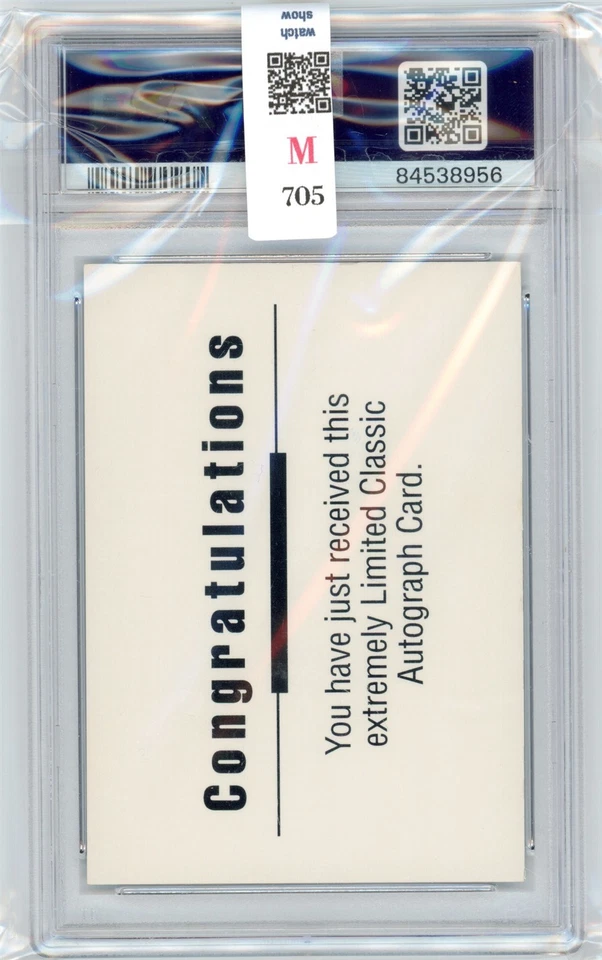 watch
show
M
705
84538956
Congratulations
You have just received this
extremely Limited Classic
Autograph Card.